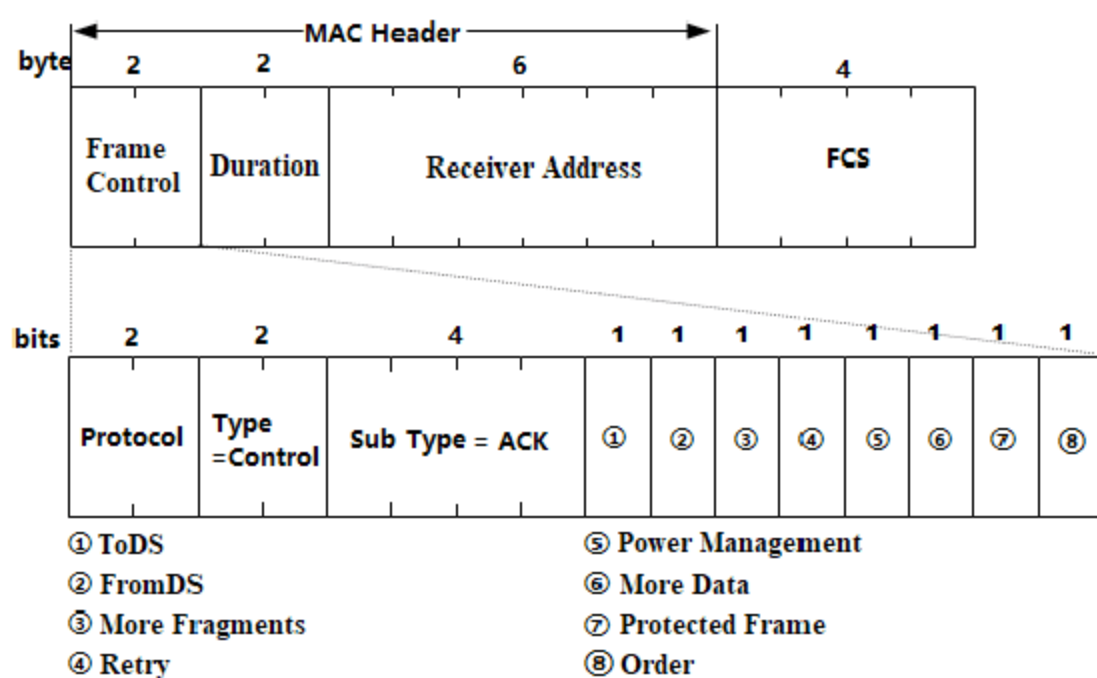 MAC Header
byte 2 2 6 4
Frame Control Duration Receiver Address FCS
bits 2 2 4 1 1 1 1 1 1 1 1
Protocol Type =Control Sub Type = ACK ① ② ③ ④ ⑤ ⑥ ⑦ ⑧
① ToDS
② FromDS
③ More Fragments
④ Retry
⑤ Power Management
⑥ More Data
⑦ Protected Frame
⑧ Order